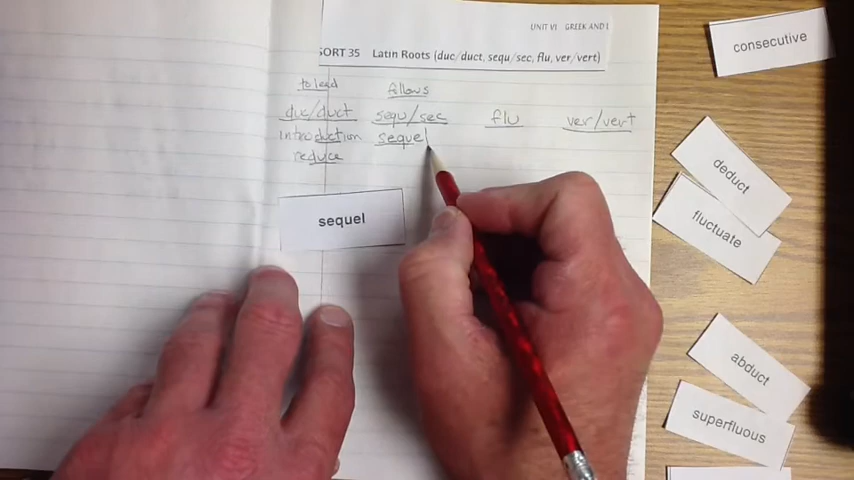 UNIT VI GREEK AND
SORT 35 Latin Roots (duc/duct, sequ/sec, flu, ver/vert)
to lead follows
duc/duct sequ/sec flu ver/vert
introduction sequel
reduce
sequel
consecutive
deduct
fluctuate
abduct
superfluous